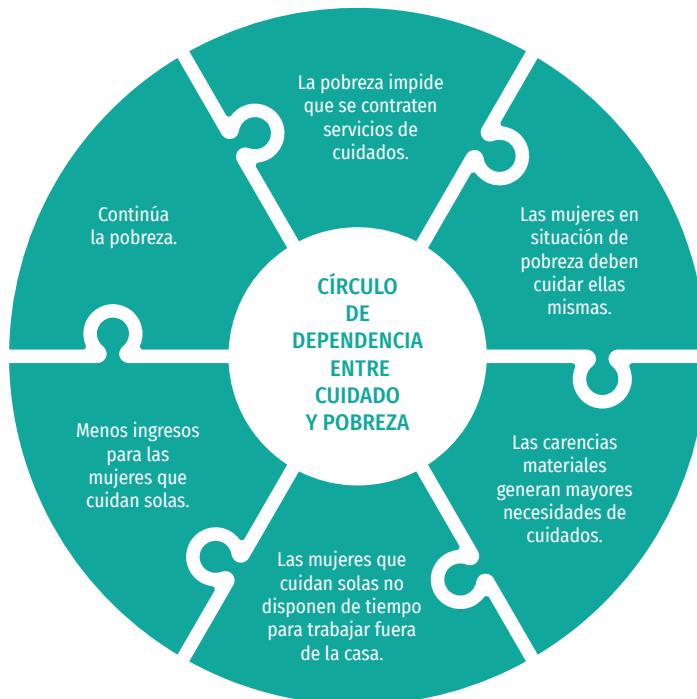 La pobreza impide
que se contraten
servicios de
cuidados.
Las mujeres en
situación de
pobreza deben
cuidar ellas
mismas.
Las carencias
materiales
generan mayores
necesidades de
cuidados.
Las mujeres que
cuidan solas no
disponen de tiempo
para trabajar fuera
de la casa.
Menos ingresos
para las
mujeres que
cuidan solas.
Continúa
la pobreza.
CÍRCULO
DE
DEPENDENCIA
ENTRE
CUIDADO
Y POBREZA